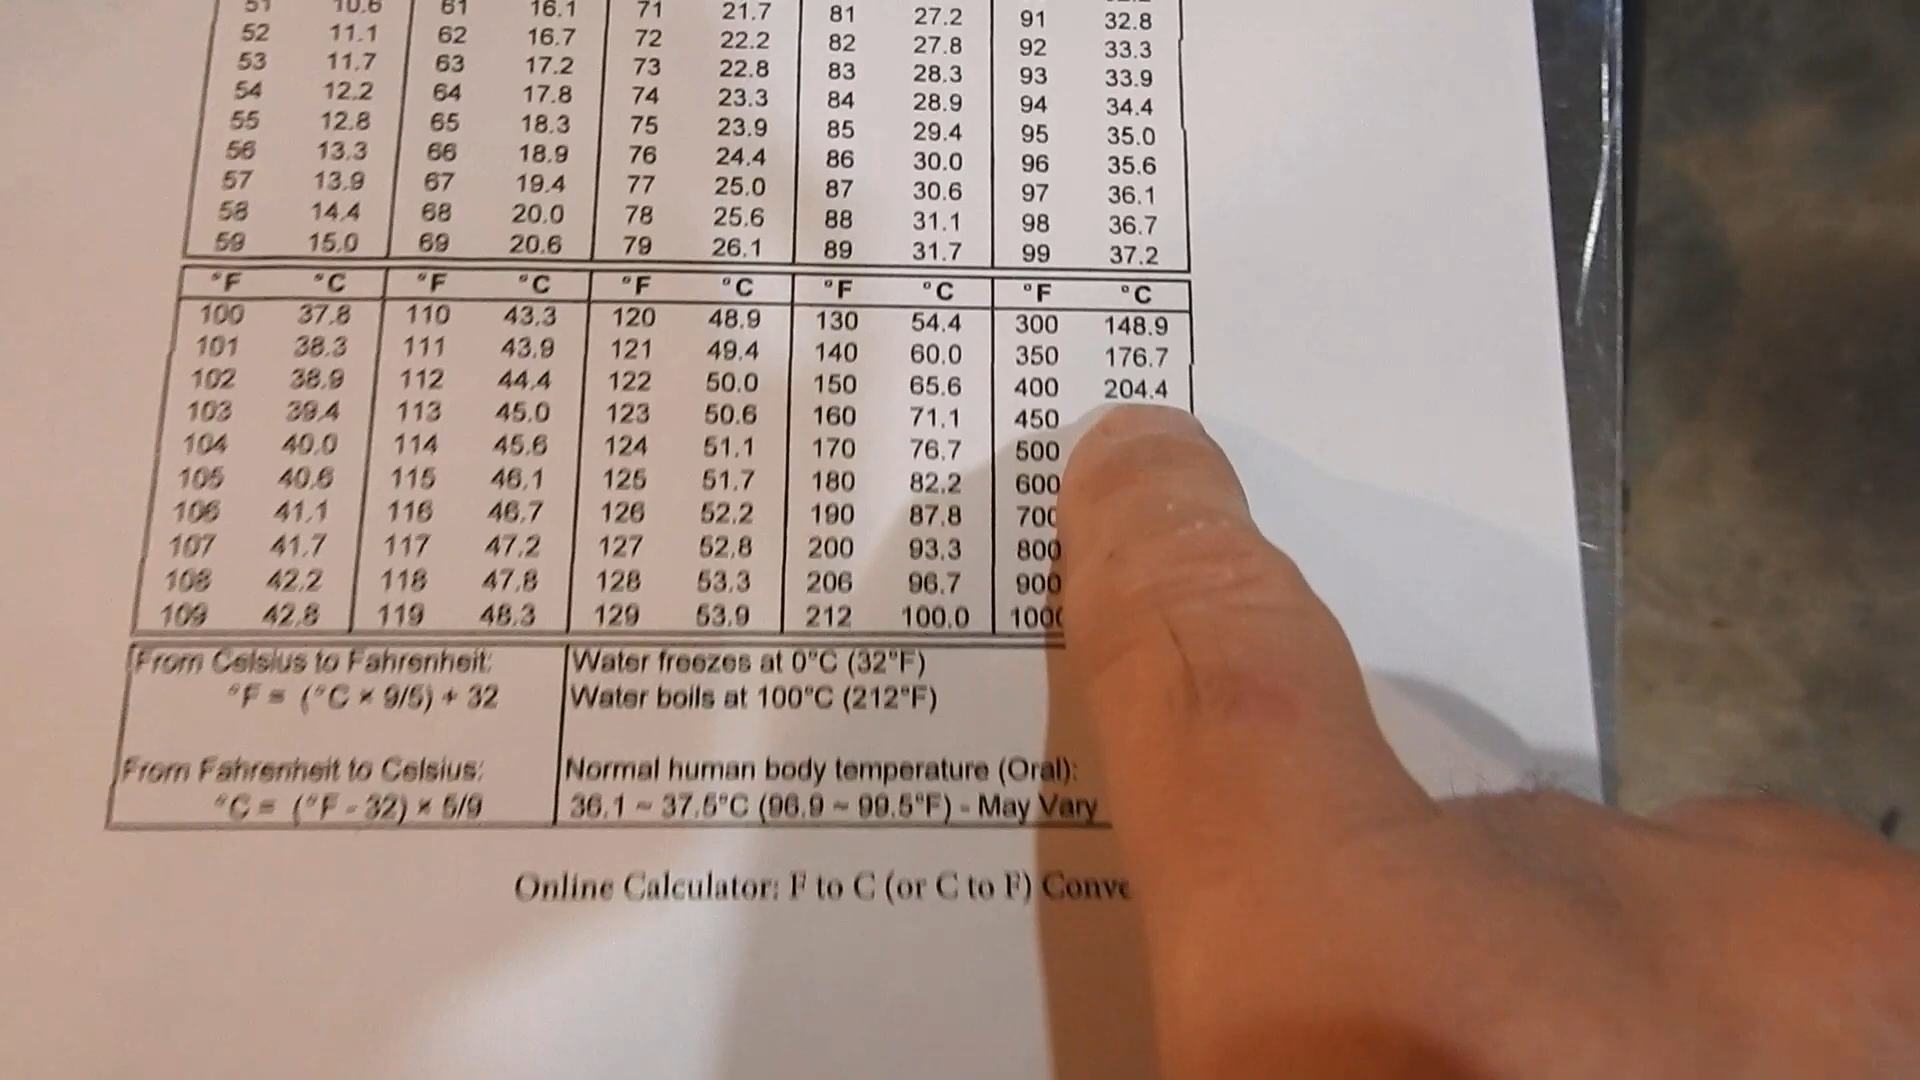 51 10.6 61 16.1 71 21.7 81 27.2 91 32.8
52 11.1 62 16.7 72 22.2 82 27.8 92 33.3
53 11.7 63 17.2 73 22.8 83 28.3 93 33.9
54 12.2 64 17.8 74 23.3 84 28.9 94 34.4
55 12.8 65 18.3 75 23.9 85 29.4 95 35.0
56 13.3 66 18.9 76 24.4 86 30.0 96 35.6
57 13.9 67 19.4 77 25.0 87 30.6 97 36.1
58 14.4 68 20.0 78 25.6 88 31.1 98 36.7
59 15.0 69 20.6 79 26.1 89 31.7 99 37.2
°F °C °F °C °F °C °F °C °F °C
100 37.8 110 43.3 120 48.9 130 54.4 300 148.9
101 38.3 111 43.9 121 49.4 140 60.0 350 176.7
102 38.9 112 44.4 122 50.0 150 65.6 400 204.4
103 39.4 113 45.0 123 50.6 160 71.1 450
104 40.0 114 45.6 124 51.1 170 76.7 500
105 40.6 115 46.1 125 51.7 180 82.2 600
106 41.1 116 46.7 126 52.2 190 87.8 700
107 41.7 117 47.2 127 52.8 200 93.3 800
108 42.2 118 47.8 128 53.3 206 96.7 900
109 42.8 119 48.3 129 53.9 212 100.0 1000
From Celsius to Fahrenheit:
°F = (°C × 9/5) + 32
From Fahrenheit to Celsius:
°C = (°F - 32) × 5/9
Water freezes at 0°C (32°F)
Water boils at 100°C (212°F)
Normal human body temperature (Oral):
36.1 ~ 37.5°C (96.9 ~ 99.5°F) - May Vary
Online Calculator: F to C (or C to F) Conve